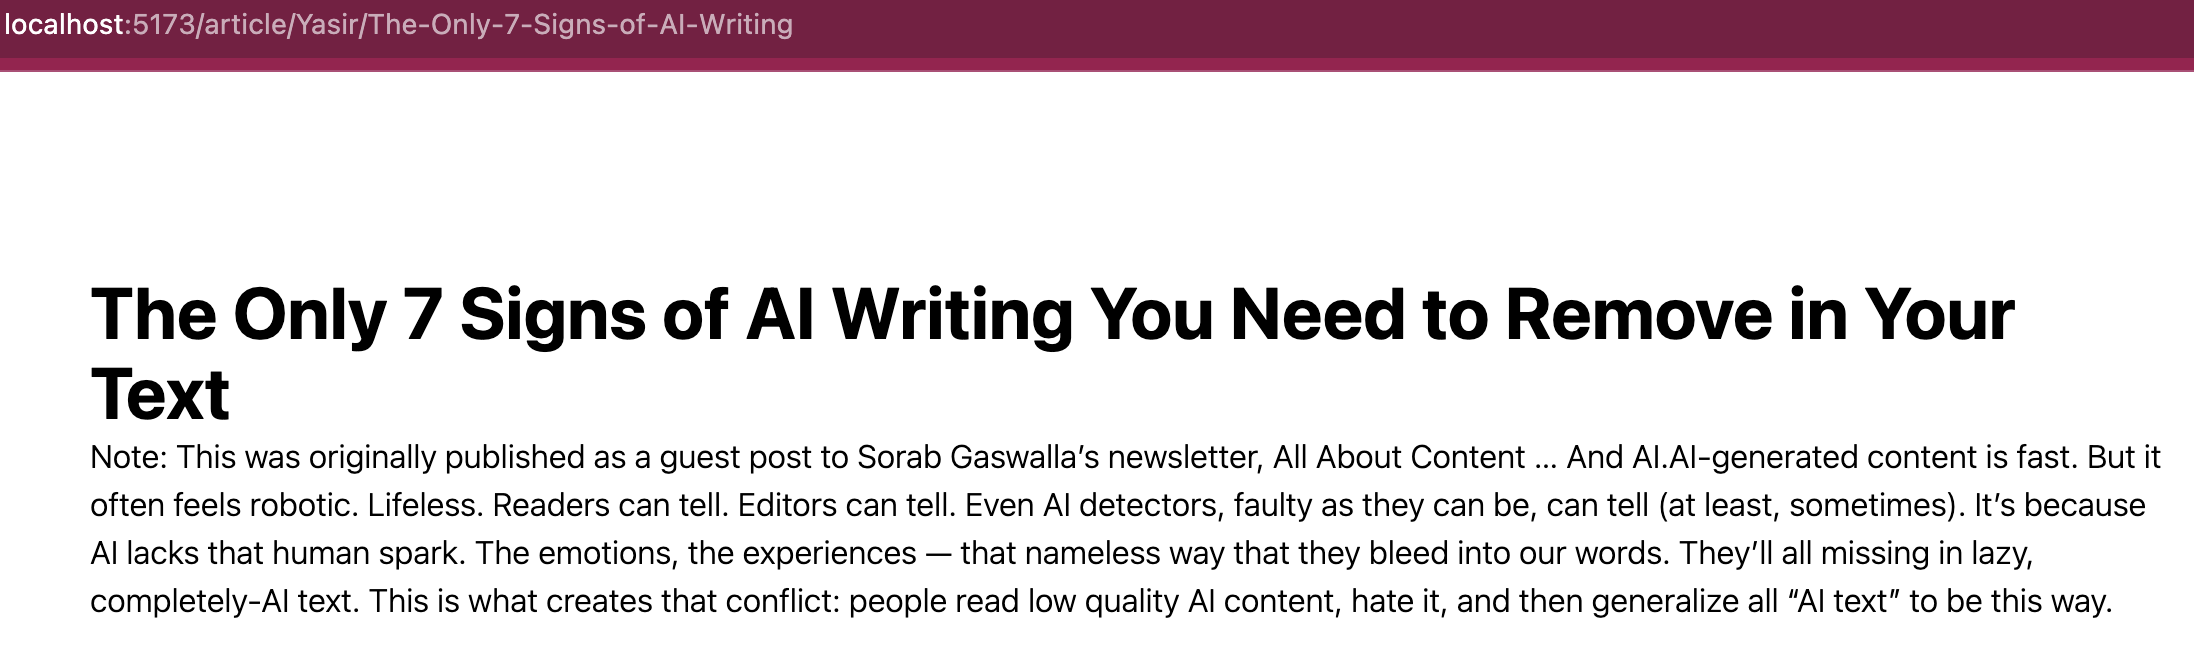 localhost:5173/article/Yasir/The-Only-7-Signs-of-AI-Writing
The Only 7 Signs of AI Writing You Need to Remove in Your
Text
Note: This was originally published as a guest post to Sorab Gaswalla’s newsletter, All About Content ... And AI.AI-generated content is fast. But it
often feels robotic. Lifeless. Readers can tell. Editors can tell. Even AI detectors, faulty as they can be, can tell (at least, sometimes). It’s because
AI lacks that human spark. The emotions, the experiences — that nameless way that they bleed into our words. They’ll all missing in lazy,
completely-AI text. This is what creates that conflict: people read low quality AI content, hate it, and then generalize all “AI text” to be this way.